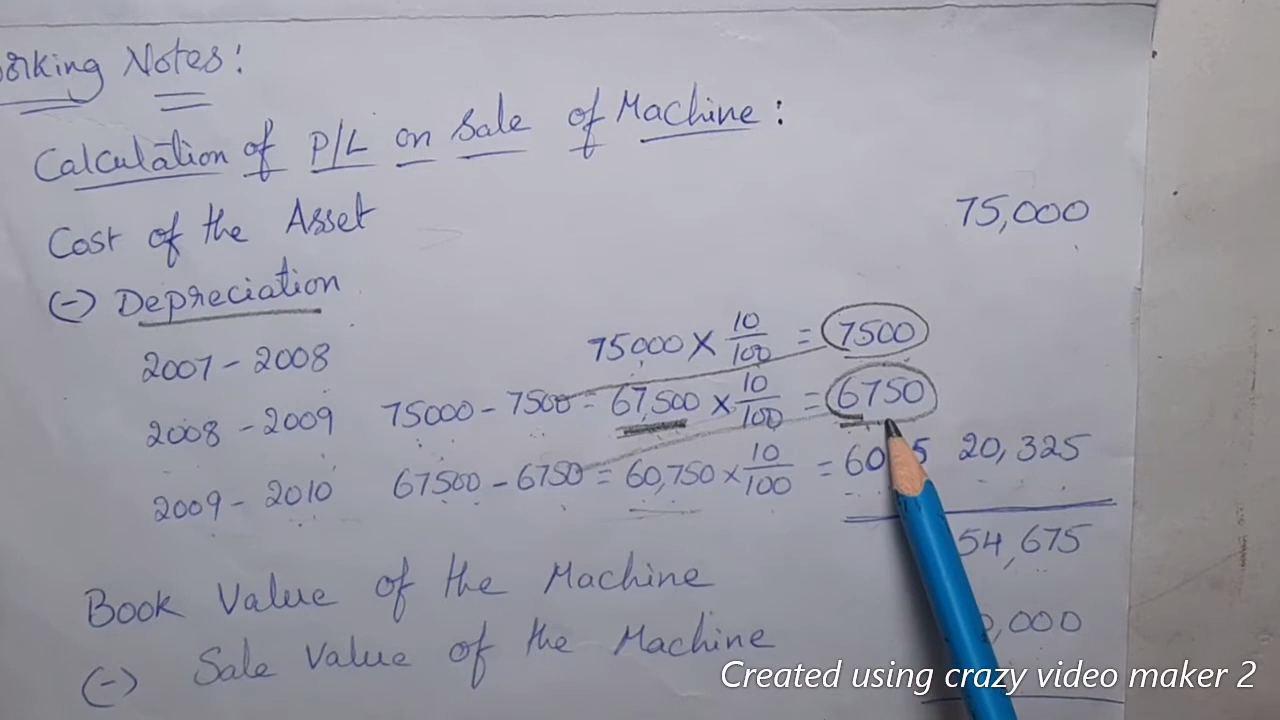 orking Notes:
Calculation of P/L on Sale of Machine:
Cost of the Asset 75,000
(-) Depreciation
2007 - 2008 75000 × 10/100 = 7500
2008 - 2009 75000 - 7500 = 67,500 × 10/100 = 6750
2009 - 2010 67500 - 6750 = 60,750 × 10/100 = 60 5 20,325
54,675
Book Value of the Machine
(-) Sale Value of the Machine ,000
Created using crazy video maker 2